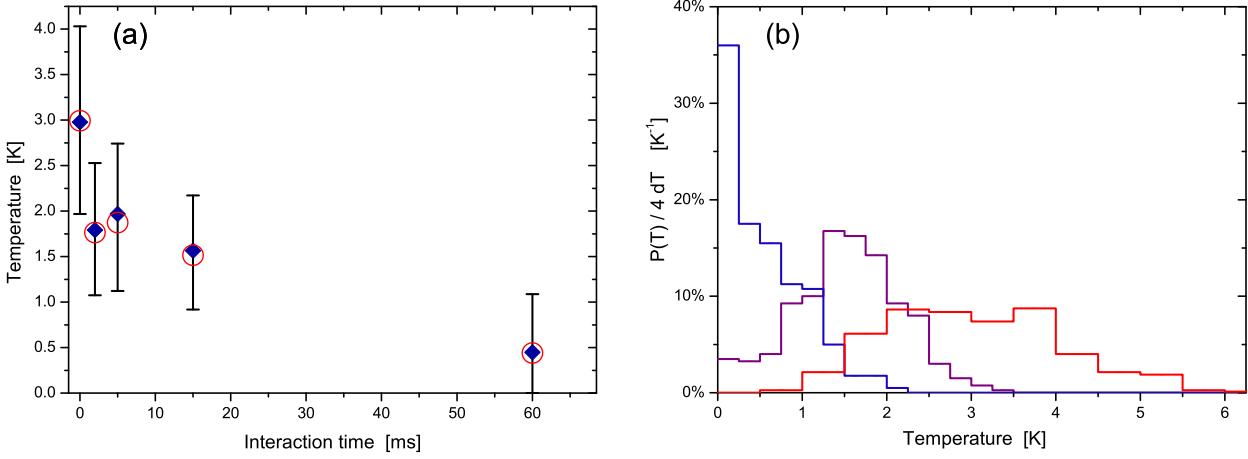 (a)
4.0
3.5
3.0
2.5
2.0
1.5
1.0
0.5
0.0
Temperature [K]
0 10 20 30 40 50 60
Interaction time [ms]
(b)
40%
30%
20%
10%
0%
P(T) / 4 dT [K⁻¹]
0 1 2 3 4 5 6
Temperature [K]